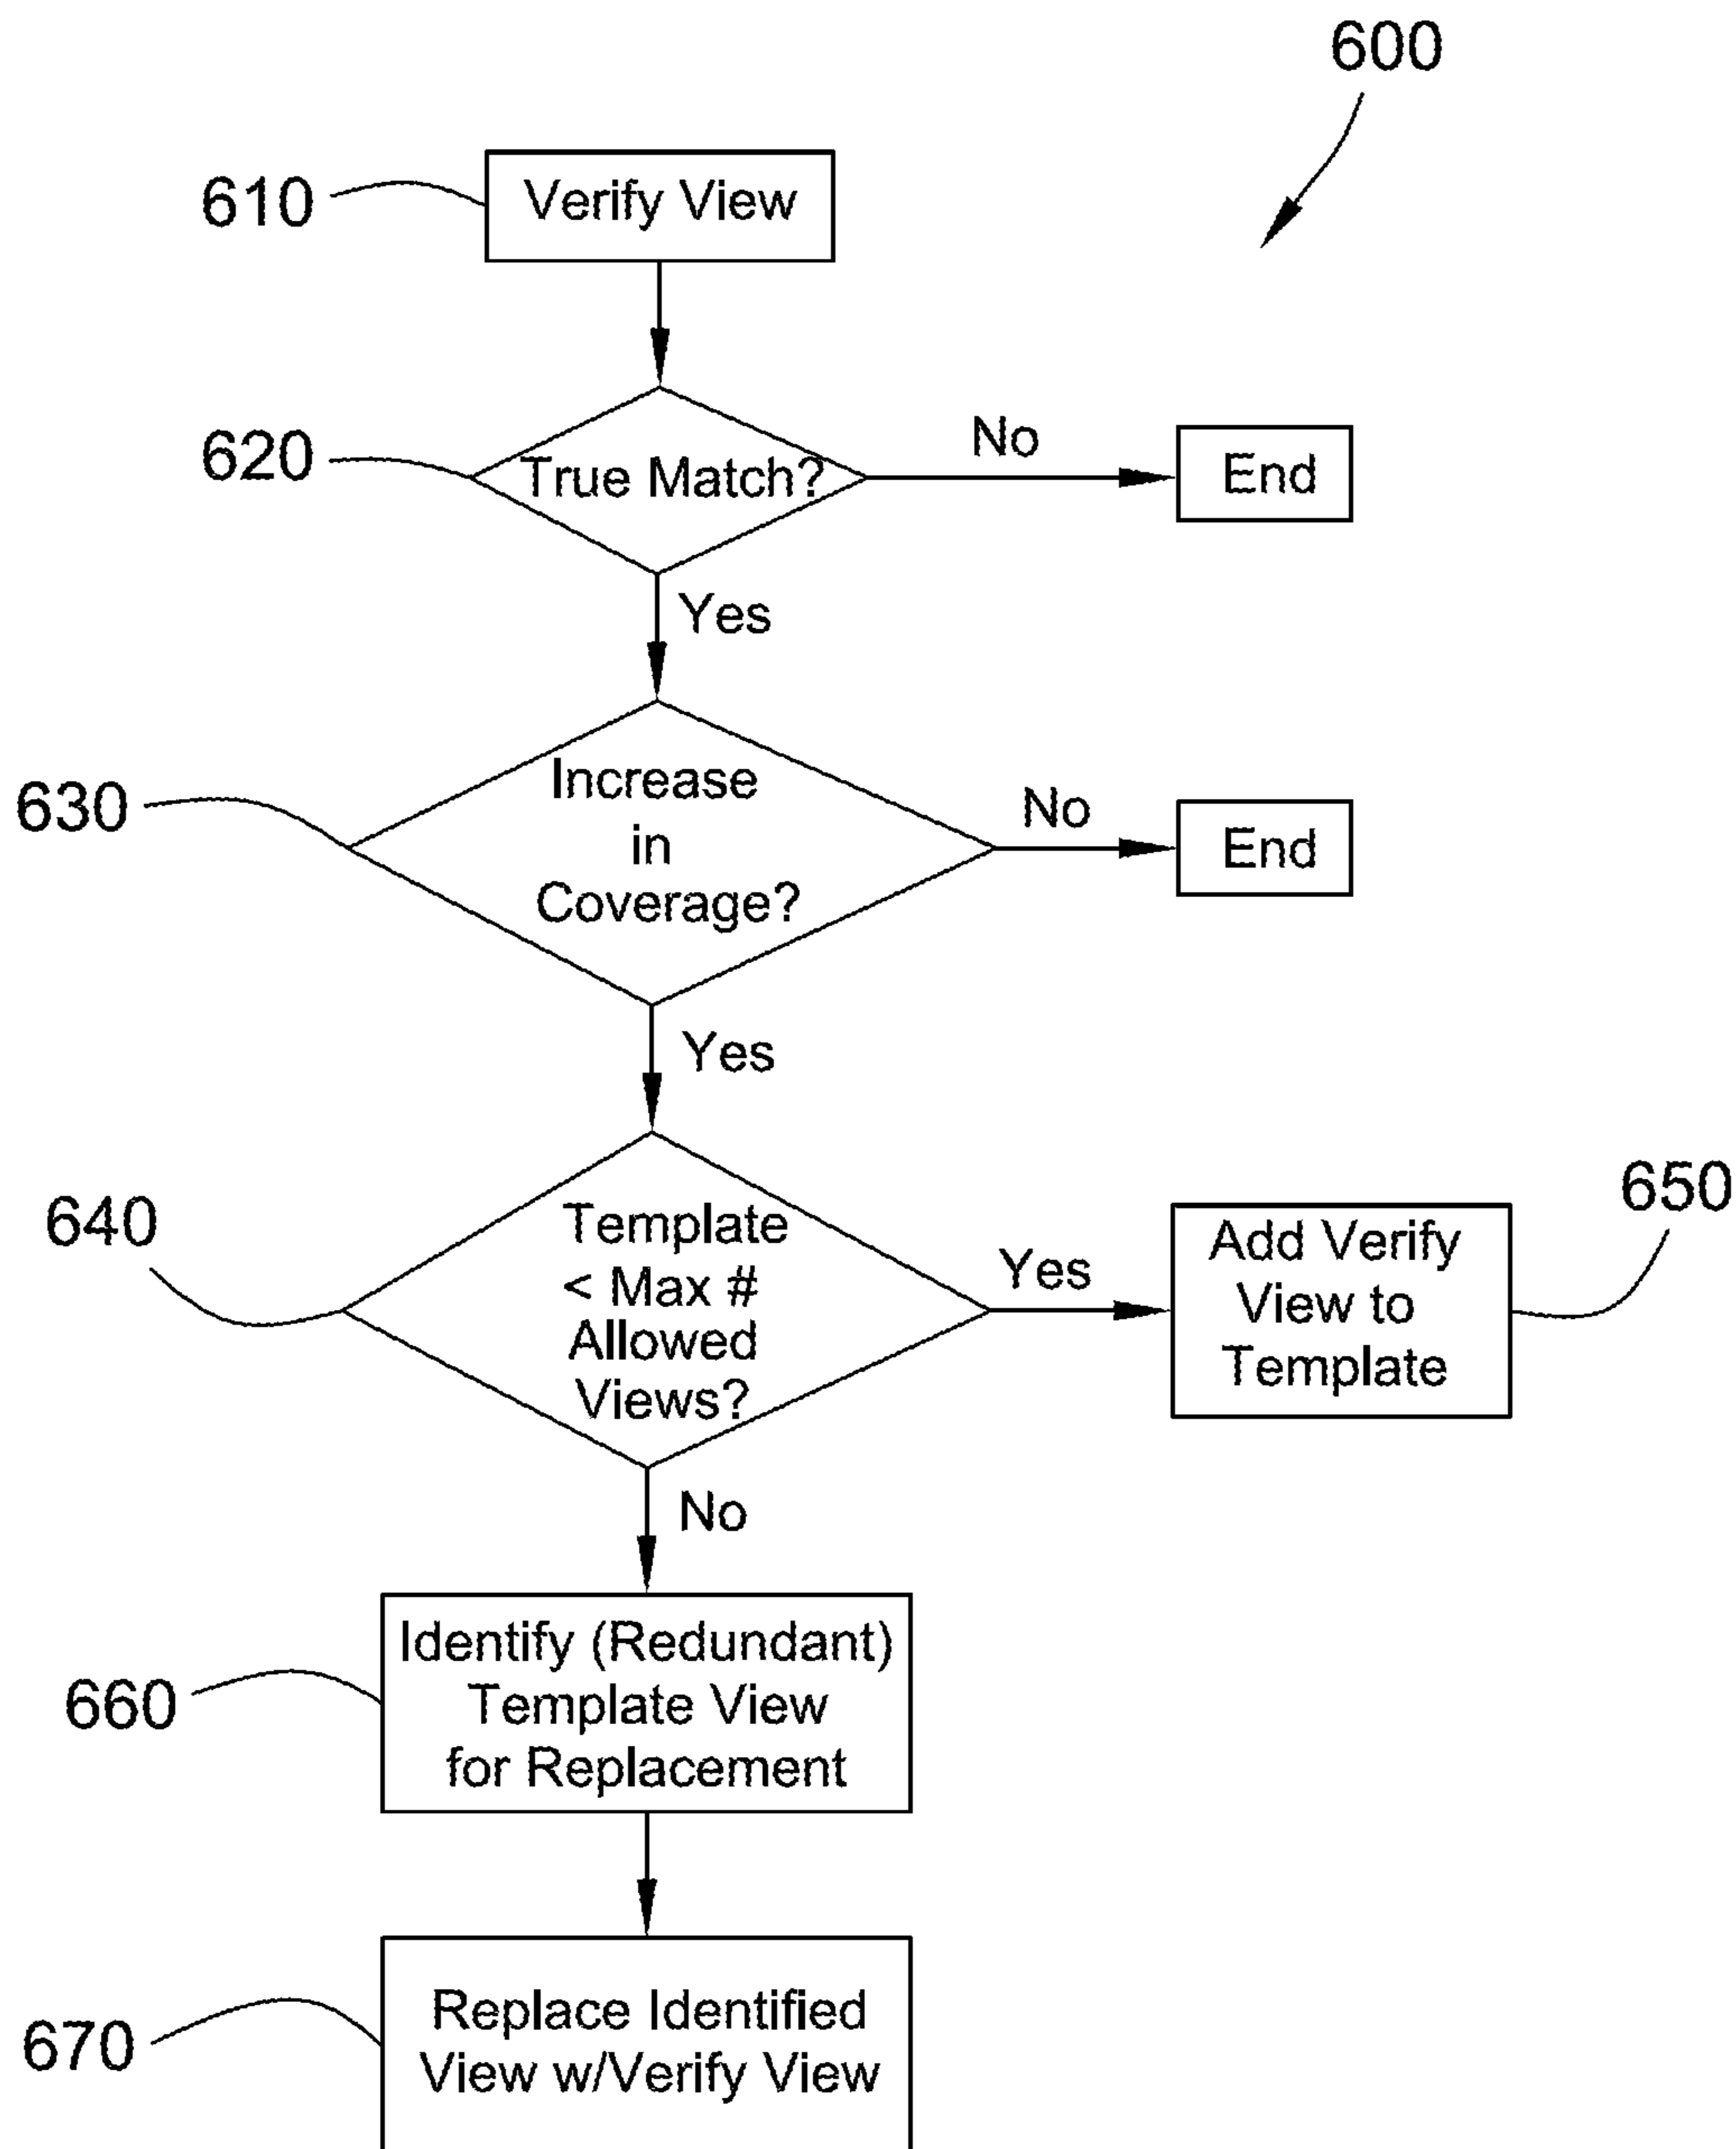 600
610
Verify View
620
True Match?
No
End
Yes
630
Increase
in
Coverage?
No
End
Yes
640
Template
< Max #
Allowed
Views?
Yes
650
Add Verify
View to
Template
No
660
Identify (Redundant)
Template View
for Replacement
670
Replace Identified
View w/Verify View